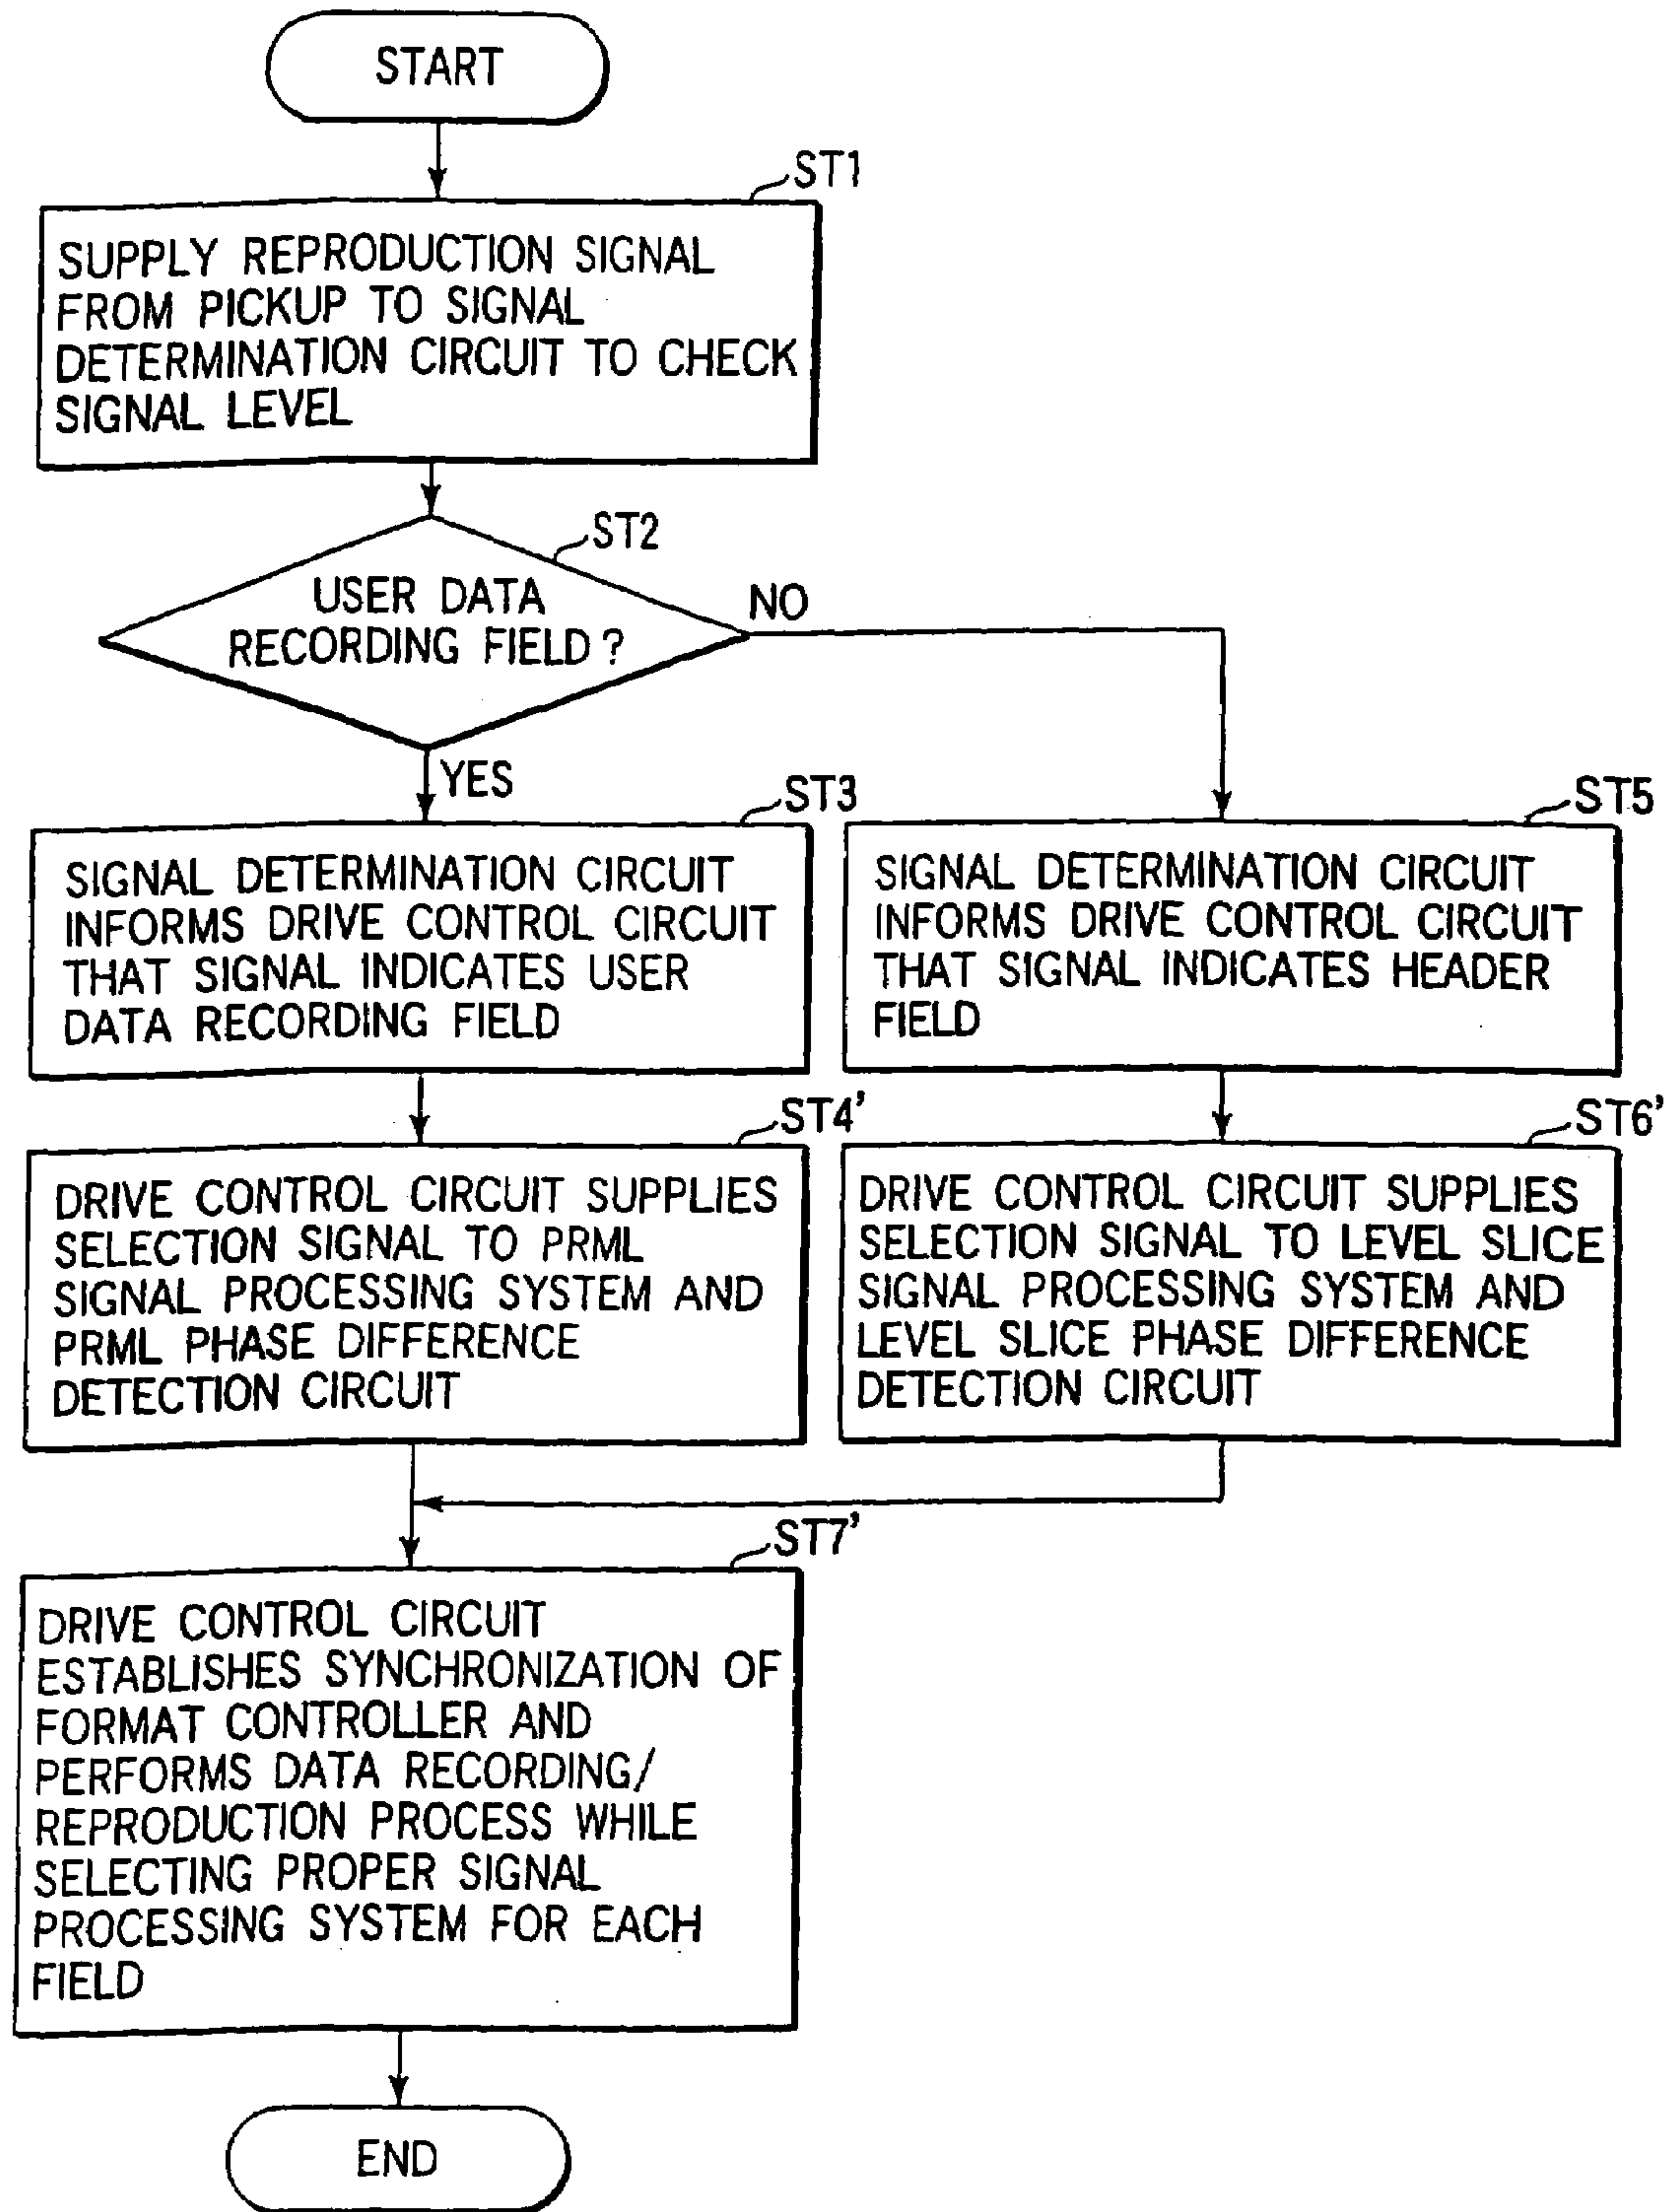 START
ST1
SUPPLY REPRODUCTION SIGNAL
FROM PICKUP TO SIGNAL
DETERMINATION CIRCUIT TO CHECK
SIGNAL LEVEL
ST2
USER DATA
RECORDING FIELD?
NO
YES
ST3
SIGNAL DETERMINATION CIRCUIT
INFORMS DRIVE CONTROL CIRCUIT
THAT SIGNAL INDICATES USER
DATA RECORDING FIELD
ST5
SIGNAL DETERMINATION CIRCUIT
INFORMS DRIVE CONTROL CIRCUIT
THAT SIGNAL INDICATES HEADER
FIELD
ST4'
DRIVE CONTROL CIRCUIT SUPPLIES
SELECTION SIGNAL TO PRML
SIGNAL PROCESSING SYSTEM AND
PRML PHASE DIFFERENCE
DETECTION CIRCUIT
ST6'
DRIVE CONTROL CIRCUIT SUPPLIES
SELECTION SIGNAL TO LEVEL SLICE
SIGNAL PROCESSING SYSTEM AND
LEVEL SLICE PHASE DIFFERENCE
DETECTION CIRCUIT
ST7'
DRIVE CONTROL CIRCUIT
ESTABLISHES SYNCHRONIZATION OF
FORMAT CONTROLLER AND
PERFORMS DATA RECORDING/
REPRODUCTION PROCESS WHILE
SELECTING PROPER SIGNAL
PROCESSING SYSTEM FOR EACH
FIELD
END